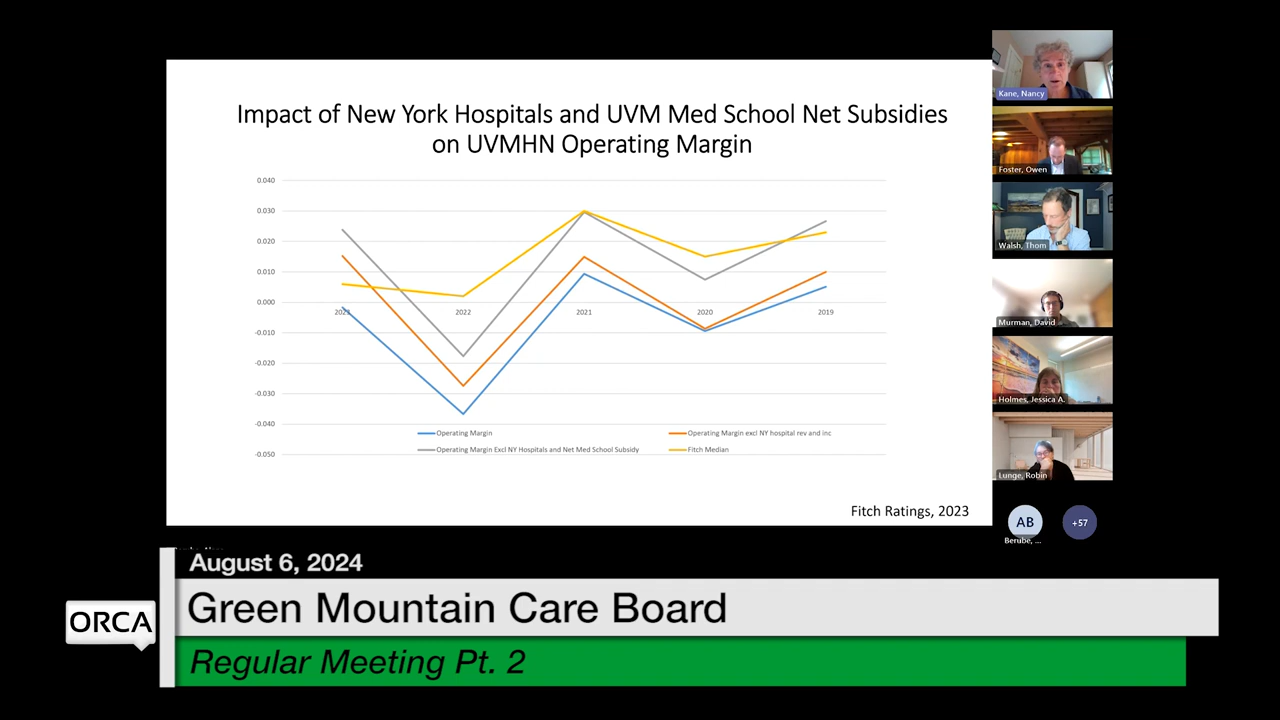 Impact of New York Hospitals and UVM Med School Net Subsidies
on UVMHN Operating Margin
0.040
0.030
0.020
0.010
0.000
-0.010
-0.020
-0.030
-0.040
-0.050
2022
2021
2020
2019
Operating Margin
Operating Margin excl NY hospital rev and inc
Operating Margin Excl NY Hospitals and Net Med School Subsidy
Fitch Median
Fitch Ratings, 2023
Kane, Nancy
Foster, Owen
Walsh, Thom
Murman, David
Holmes, Jessica A.
Lunge, Robin
AB
Berube, ...
+57
August 6, 2024
ORCA
Green Mountain Care Board
Regular Meeting Pt. 2